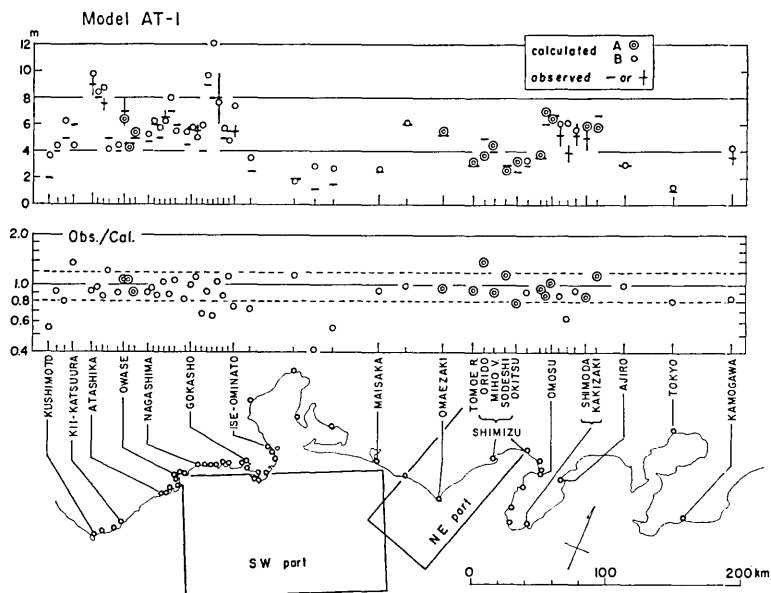 Model AT-1
m
12
10
8
6
4
2
0
calculated A ◎
B ○
observed – or +
2.0
1.0
0.8
0.6
0.4
Obs./Cal.
KUSHIMOTO
KII-KATSUURA
ATASHIKA
OWASE
NAGASHIMA
GOKASHO
ISE-OMINATO
MAISAKA
OMAEZAKI
TOMOE R.
ORIDO
MIHO V.
SODESHI
OKITSU
SHIMIZU
OMOSU
SHIMODA
KAKIZAKI
AJIRO
TOKYO
KAMOGAWA
SW part
NE part
0 100 200 km